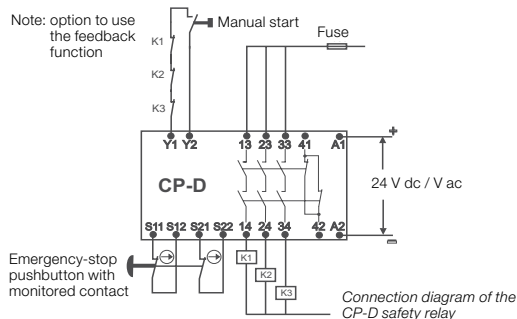 Note: option to use
the feedback
function
Manual start
K1
K2
K3
Fuse
Y1 Y2 13 23 33 41 A1
+
CP-D
24 V dc / V ac
S11 S12 S21 S22 14 24 34 42 A2
–
Emergency-stop
pushbutton with
monitored contact
K1
K2
K3
Connection diagram of the
CP-D safety relay